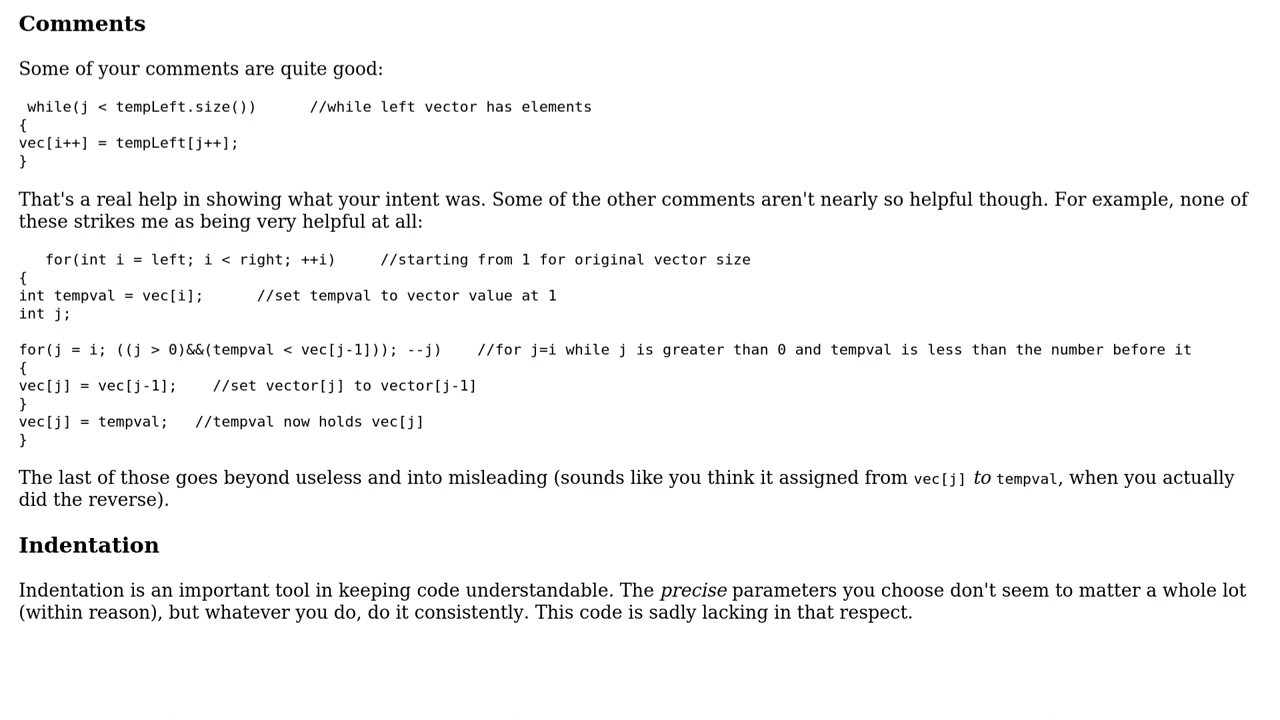 Comments
Some of your comments are quite good:
 while(j < tempLeft.size())      //while left vector has elements
{
vec[i++] = tempLeft[j++];
}
That's a real help in showing what your intent was. Some of the other comments aren't nearly so helpful though. For example, none of
these strikes me as being very helpful at all:
   for(int i = left; i < right; ++i)     //starting from 1 for original vector size
{
int tempval = vec[i];      //set tempval to vector value at 1
int j;
for(j = i; ((j > 0)&&(tempval < vec[j-1])); --j)    //for j=i while j is greater than 0 and tempval is less than the number before it
{
vec[j] = vec[j-1];    //set vector[j] to vector[j-1]
}
vec[j] = tempval;   //tempval now holds vec[j]
}
The last of those goes beyond useless and into misleading (sounds like you think it assigned from vec[j] to tempval, when you actually
did the reverse).
Indentation
Indentation is an important tool in keeping code understandable. The precise parameters you choose don't seem to matter a whole lot
(within reason), but whatever you do, do it consistently. This code is sadly lacking in that respect.